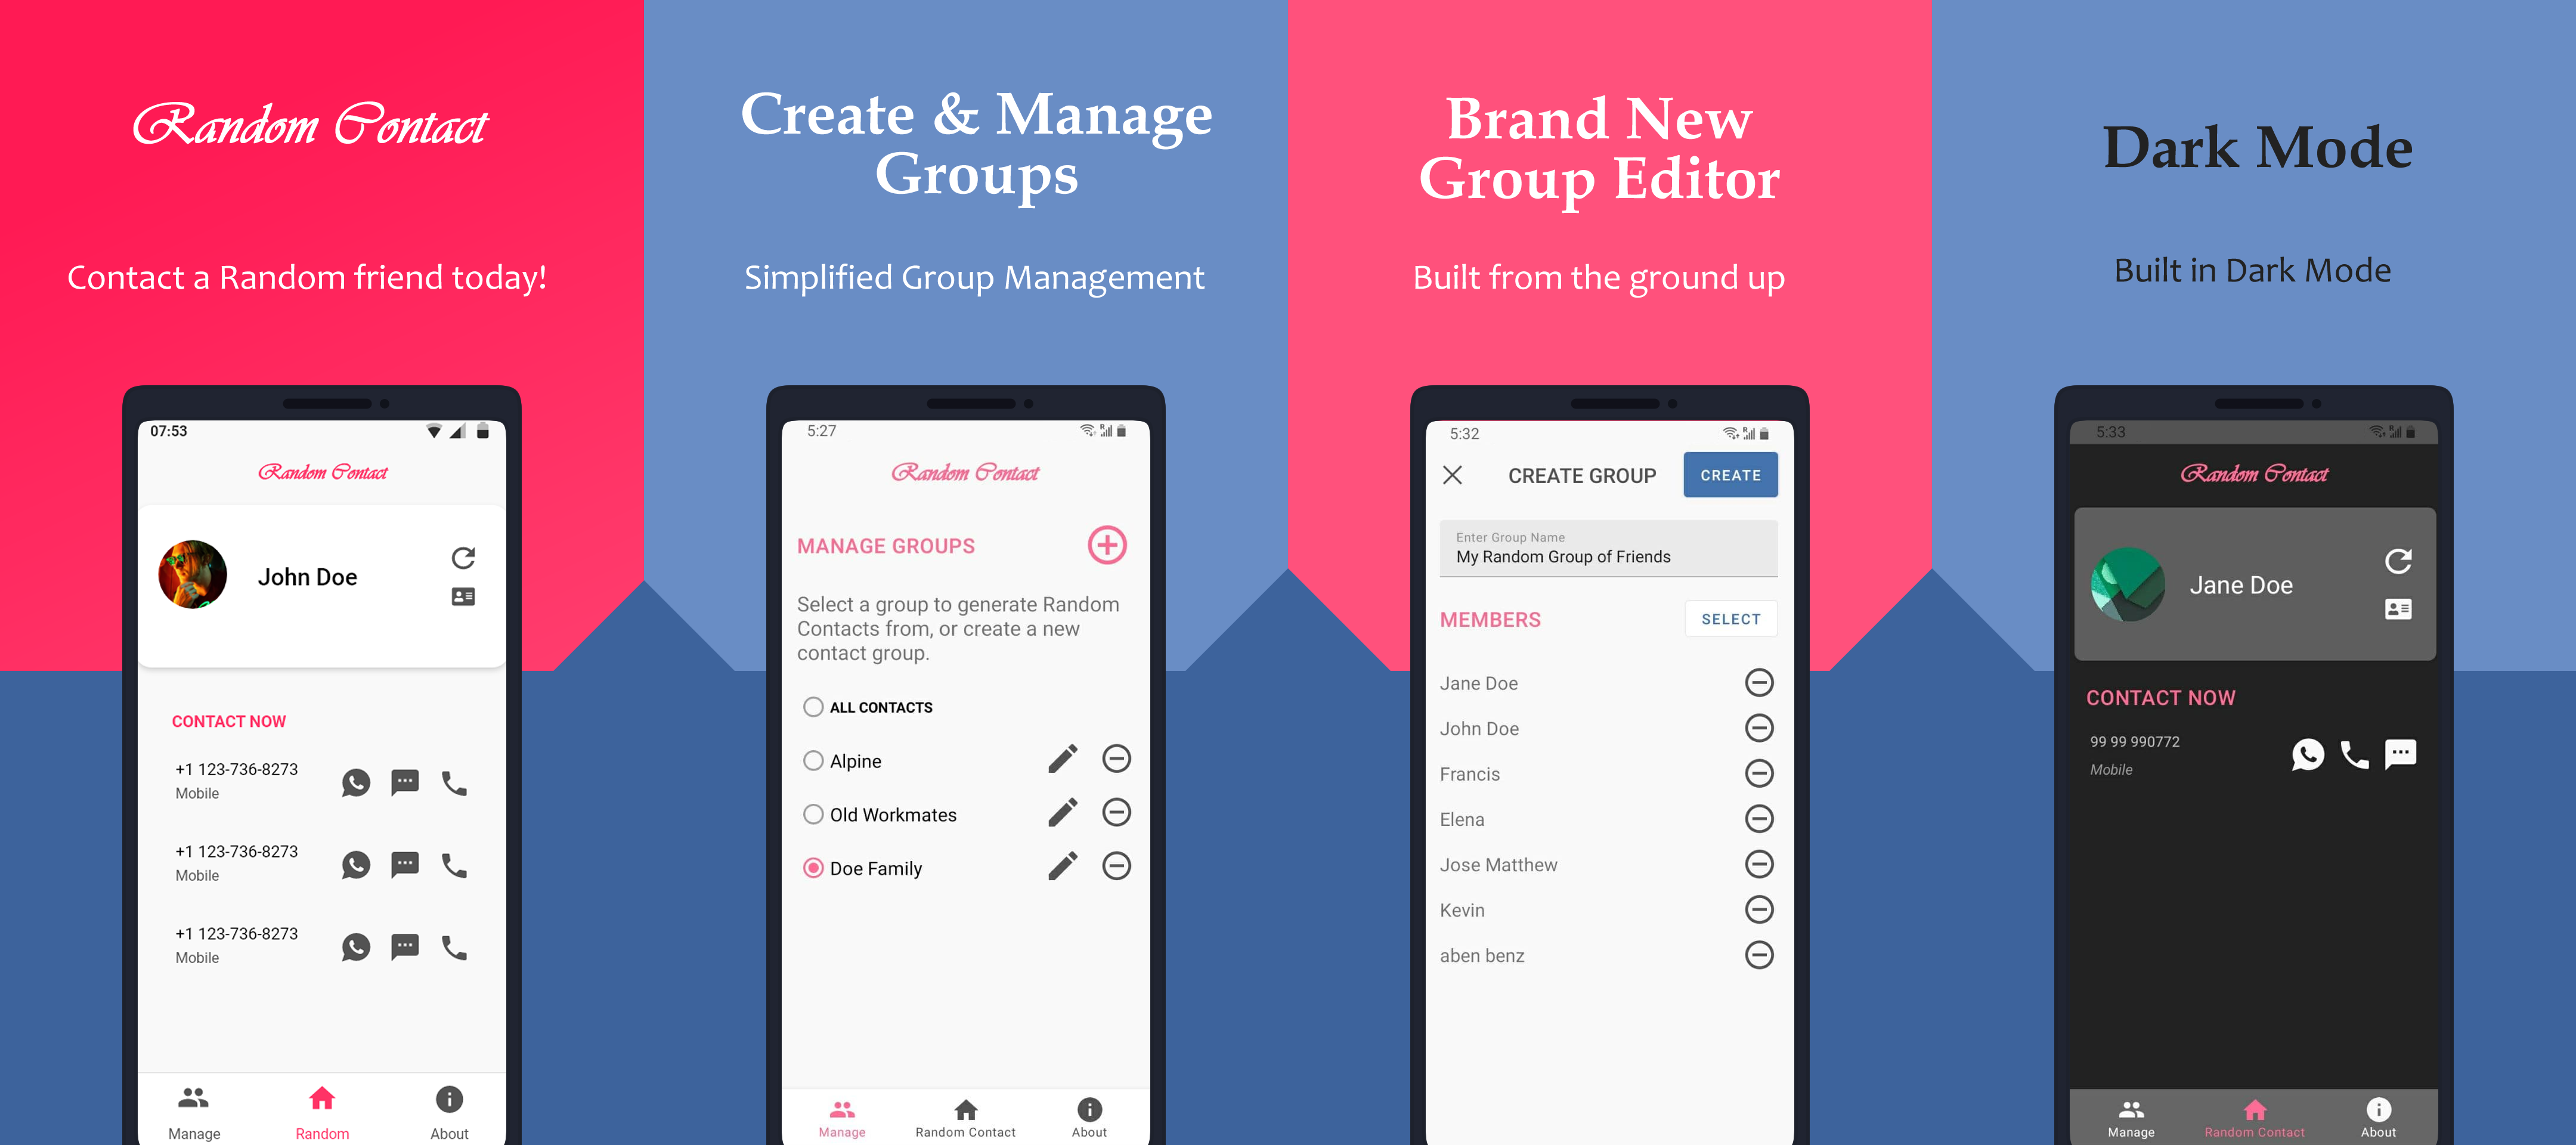 Random Contact
Contact a Random friend today!
07:53
Random Contact
John Doe
CONTACT NOW
+1 123-736-8273
Mobile
+1 123-736-8273
Mobile
+1 123-736-8273
Mobile
Manage
Random
About
Create & Manage
Groups
Simplified Group Management
5:27
R
Random Contact
MANAGE GROUPS
Select a group to generate Random
Contacts from, or create a new
contact group.
ALL CONTACTS
Alpine
Old Workmates
Doe Family
Manage
Random Contact
About
Brand New
Group Editor
Built from the ground up
5:32
R
CREATE GROUP
CREATE
Enter Group Name
My Random Group of Friends
MEMBERS
SELECT
Jane Doe
John Doe
Francis
Elena
Jose Matthew
Kevin
aben benz
Dark Mode
Built in Dark Mode
5:33
R
Random Contact
Jane Doe
CONTACT NOW
99 99 990772
Mobile
Manage
Random Contact
About